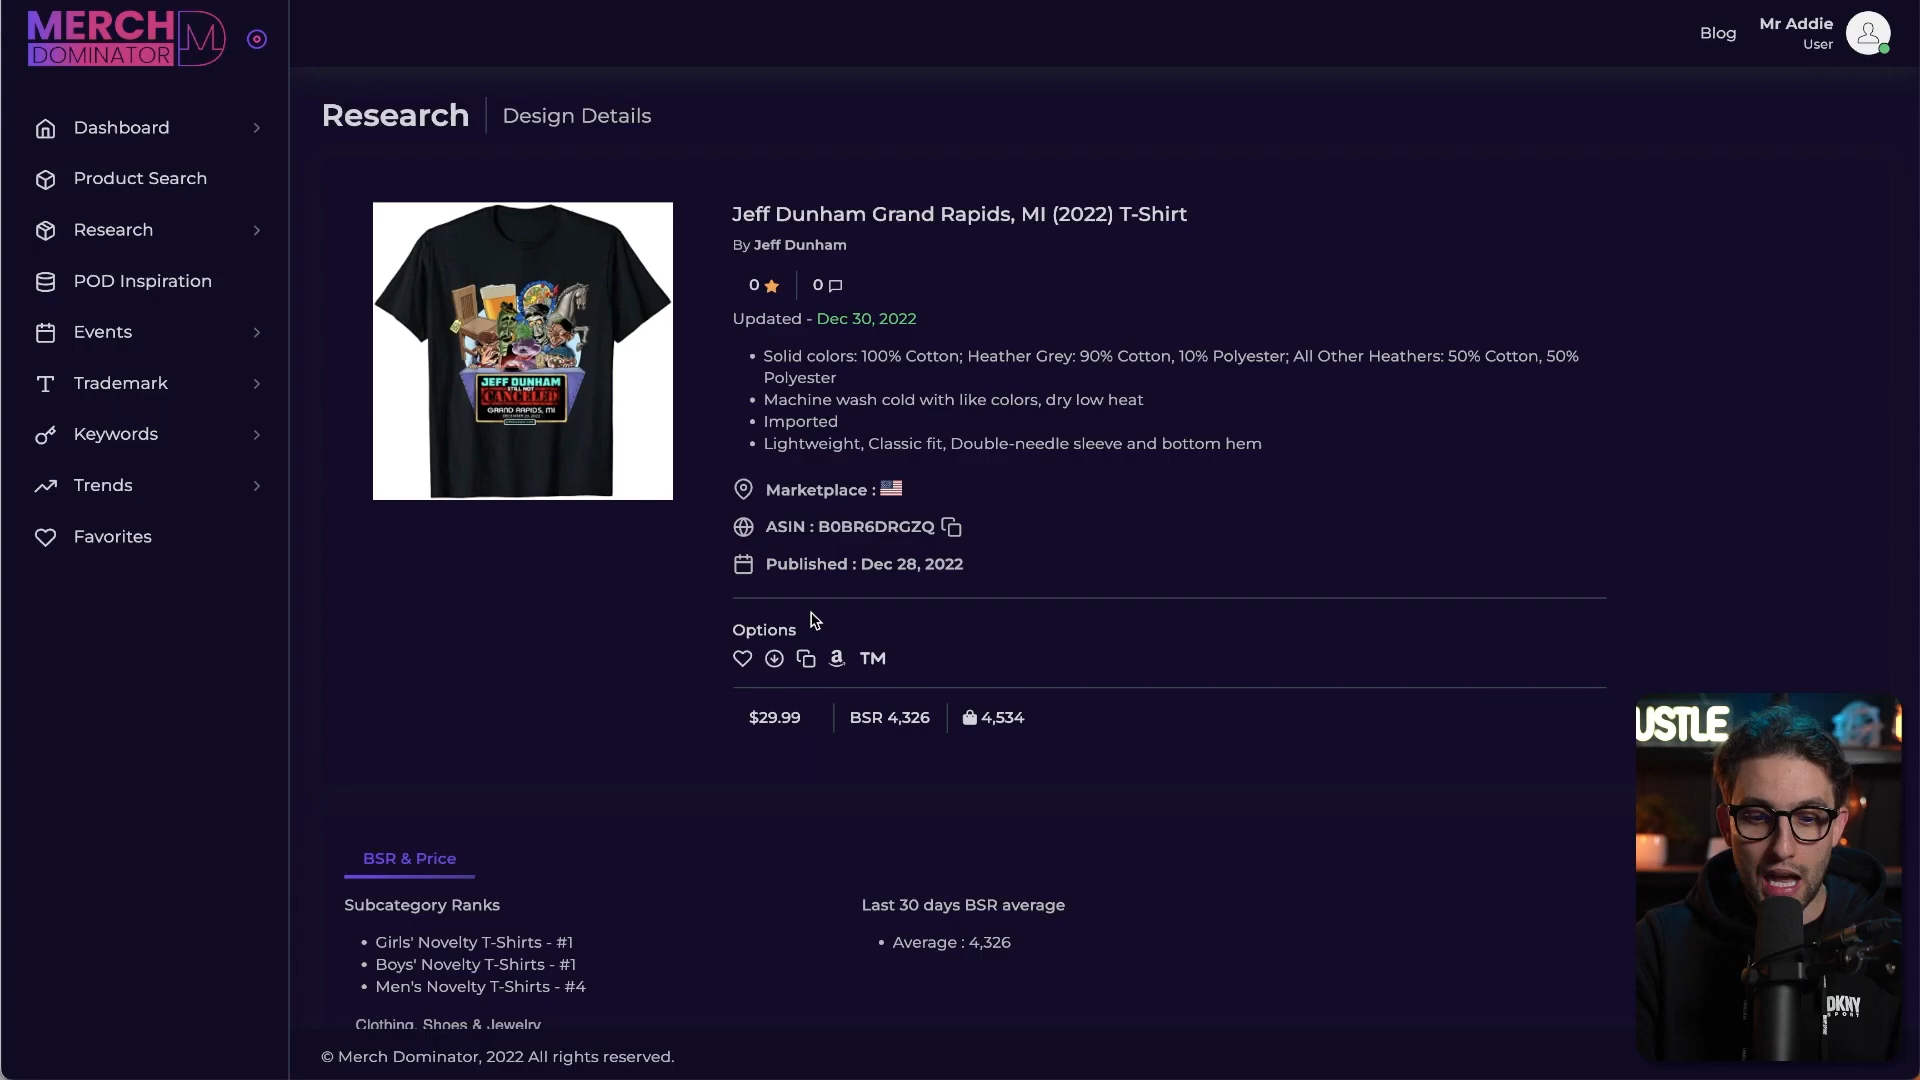 MERCH
DOMINATOR
Blog
Mr Addie
User
Dashboard
Product Search
Research
POD Inspiration
Events
Trademark
Keywords
Trends
Favorites
Research
Design Details
JEFF DUNHAM
STILL NOT
CANCELED
GRAND RAPIDS, MI
Jeff Dunham Grand Rapids, MI (2022) T-Shirt
By Jeff Dunham
0
0
Updated - Dec 30, 2022
• Solid colors: 100% Cotton; Heather Grey: 90% Cotton, 10% Polyester; All Other Heathers: 50% Cotton, 50%
Polyester
• Machine wash cold with like colors, dry low heat
• Imported
• Lightweight, Classic fit, Double-needle sleeve and bottom hem
Marketplace :
ASIN : B0BR6DRGZQ
Published : Dec 28, 2022
Options
a TM
$29.99
BSR 4,326
4,534
BSR & Price
Subcategory Ranks
• Girls' Novelty T-Shirts - #1
• Boys' Novelty T-Shirts - #1
• Men's Novelty T-Shirts - #4
Clothing, Shoes & Jewelry
Last 30 days BSR average
• Average : 4,326
© Merch Dominator, 2022 All rights reserved.
USTLE
DKNY
SPORT